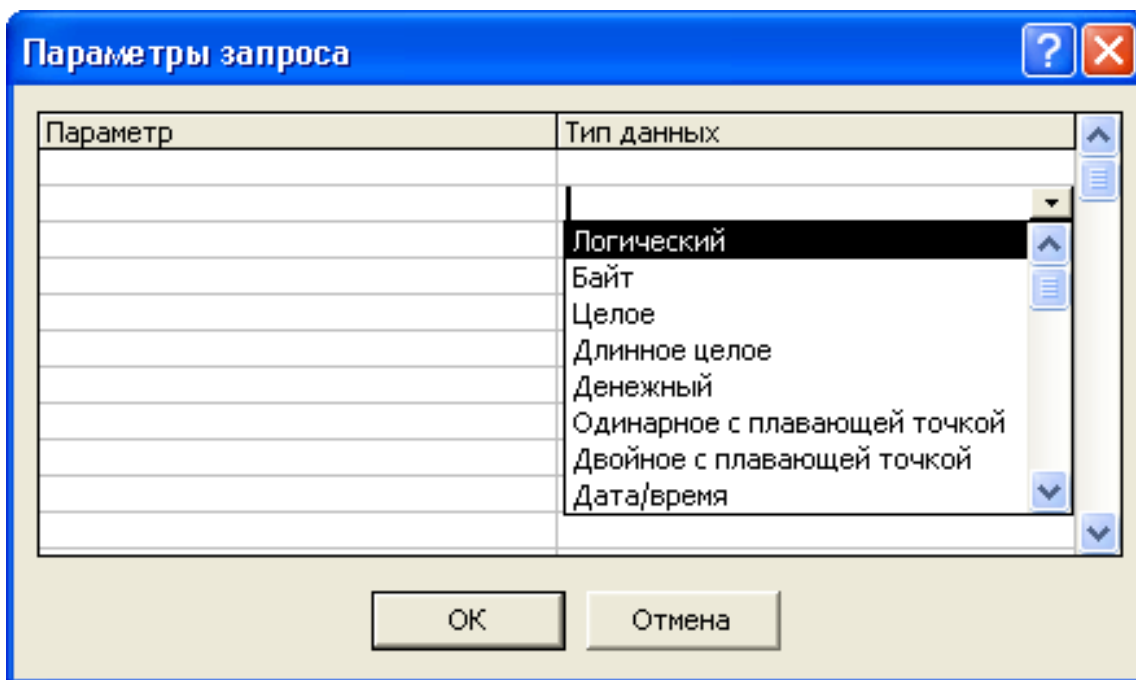 Параметры запроса
Параметр Тип данных
Логический
Байт
Целое
Длинное целое
Денежный
Одинарное с плавающей точкой
Двойное с плавающей точкой
Дата/время
ОК Отмена